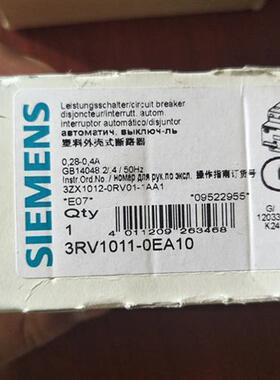 SIEMENS
Leistungsschalter/circuit breaker
disjoncteur/interrutt. autom.
interruptor automático/disjuntor
автоматич. выключ-ль
塑料外壳式断路器
0,28-0,4A
GB14048 2/.4 / 50Hz
3ZX1012-0RV01-1AA1
Instr.Ord.No./ номер для рук.по экспл. 操作指南订货号
*E07* *09522955*
Qty
1
4 011209 263468
3RV1011-0EA10
G/
12033
K24